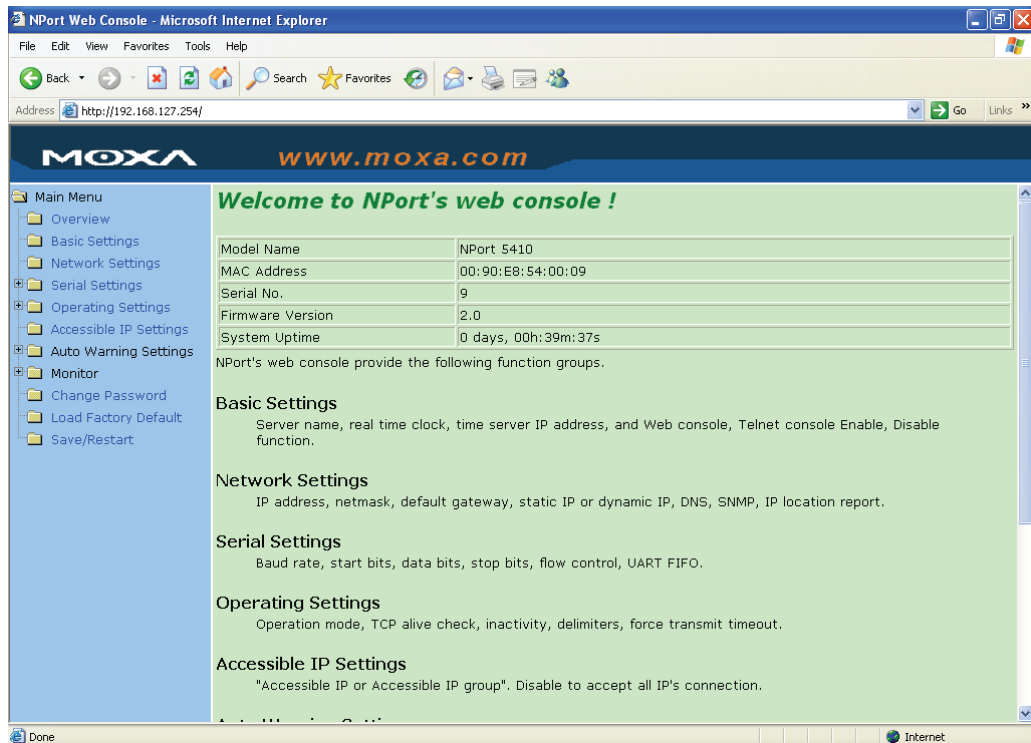 NPort Web Console - Microsoft Internet Explorer
File Edit View Favorites Tools Help
Back Search Favorites
Address http://192.168.127.254/ Go Links »
MOXA www.moxa.com
Main Menu
Overview
Basic Settings
Network Settings
Serial Settings
Operating Settings
Accessible IP Settings
Auto Warning Settings
Monitor
Change Password
Load Factory Default
Save/Restart
Welcome to NPort's web console !
Model Name NPort 5410
MAC Address 00:90:E8:54:00:09
Serial No. 9
Firmware Version 2.0
System Uptime 0 days, 00h:39m:37s
NPort's web console provide the following function groups.
Basic Settings
Server name, real time clock, time server IP address, and Web console, Telnet console Enable, Disable
function.
Network Settings
IP address, netmask, default gateway, static IP or dynamic IP, DNS, SNMP, IP location report.
Serial Settings
Baud rate, start bits, data bits, stop bits, flow control, UART FIFO.
Operating Settings
Operation mode, TCP alive check, inactivity, delimiters, force transmit timeout.
Accessible IP Settings
"Accessible IP or Accessible IP group". Disable to accept all IP's connection.
Done Internet